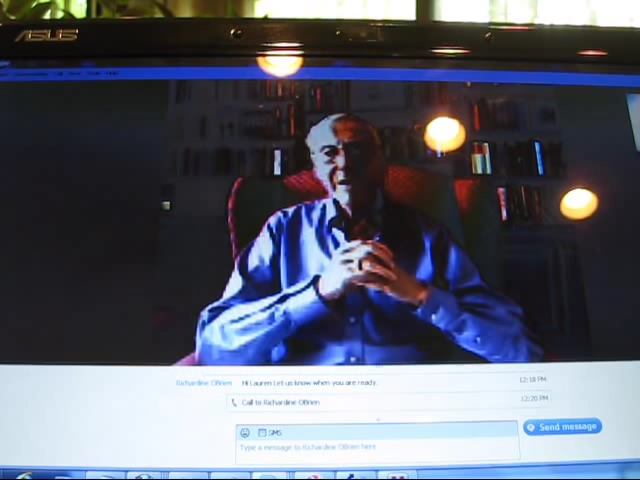 ASUS
Richardine OBrien Hi Lauren Let us know when you are ready. 12:18 PM
Call to Richardine OBrien 12:20 PM
SMS
Send message
Type a message to Richardine OBrien here